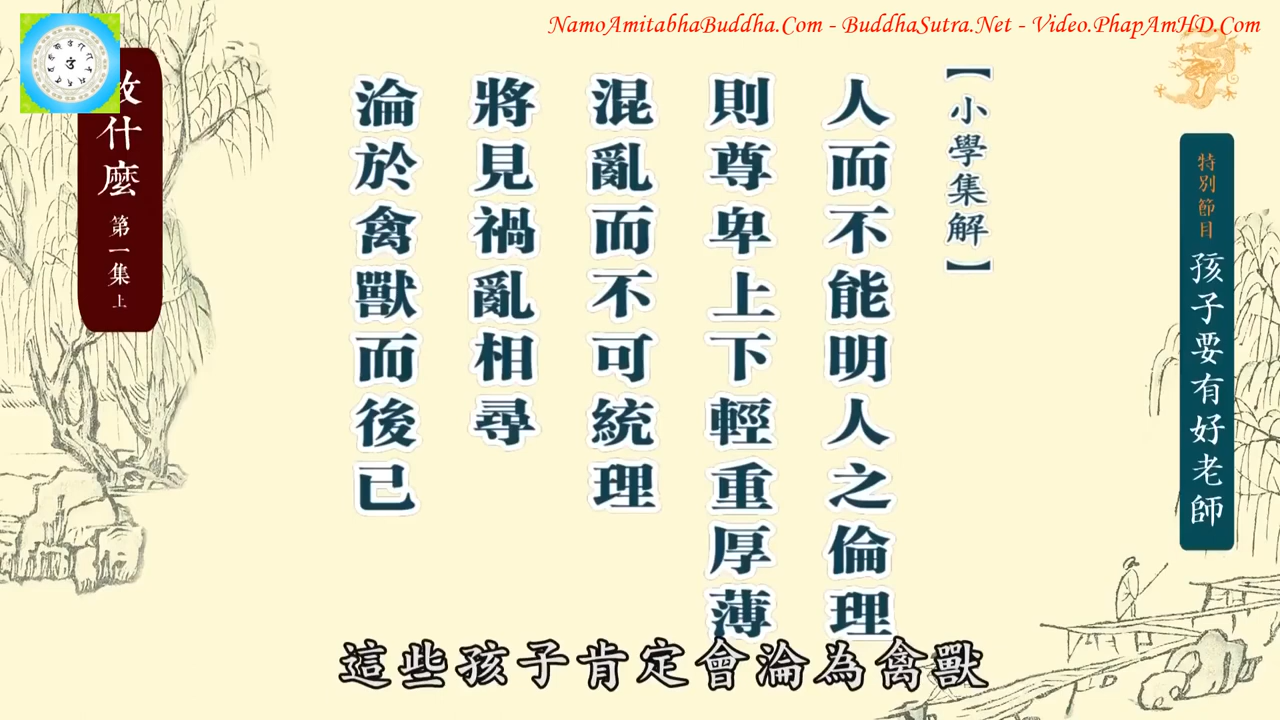 NamoAmitabhaBuddha.Com - BuddhaSutra.Net - Video.PhapAmHD.Com
特別節目 孩子要有好老師
【小學集解】
人而不能明人之倫理
則尊卑上下輕重厚薄
混亂而不可統理
將見禍亂相尋
淪於禽獸而後已
什麼 第一集 上
這些孩子肯定會淪為禽獸